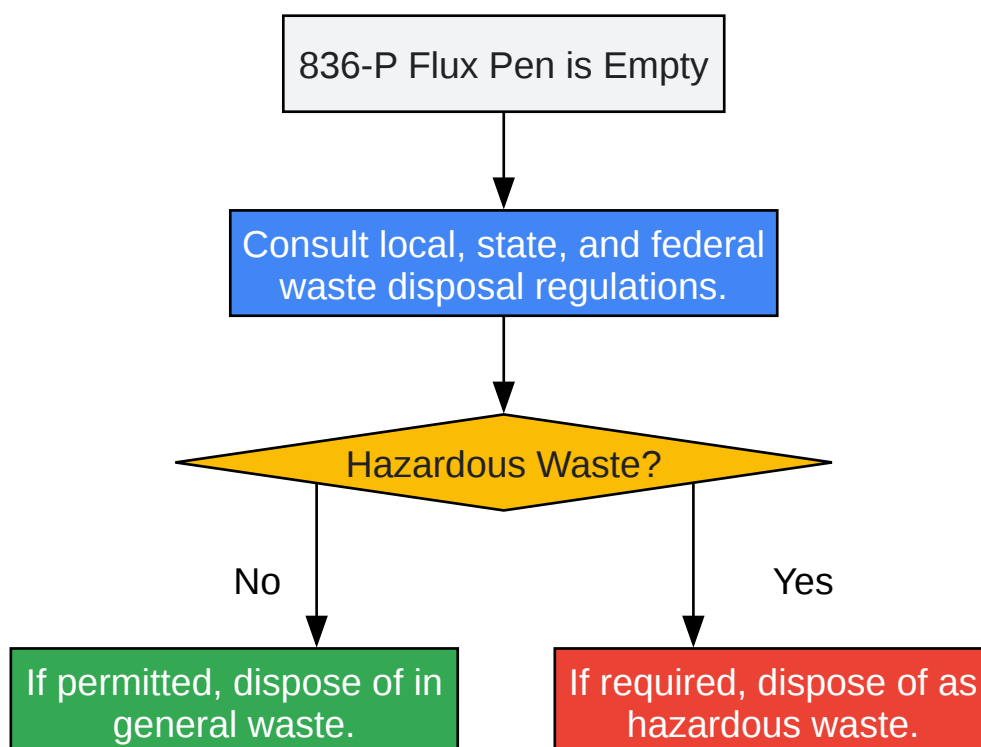 836-P Flux Pen is Empty
Consult local, state, and federal
waste disposal regulations.
Hazardous Waste?
No
Yes
If permitted, dispose of in
general waste.
If required, dispose of as
hazardous waste.